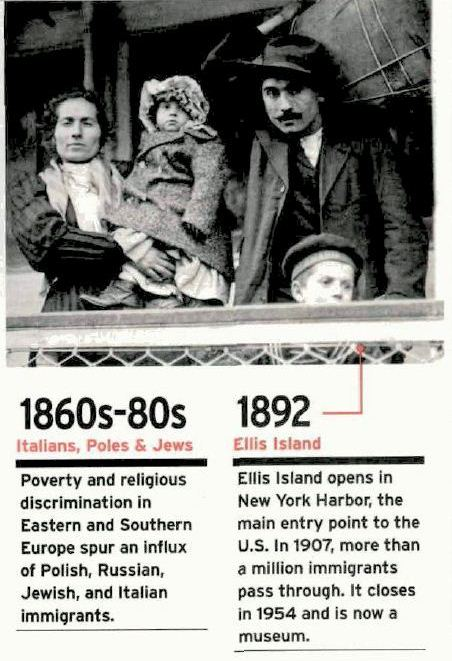 1860s-80s
Italians, Poles & Jews
Poverty and religious
discrimination in
Eastern and Southern
Europe spur an influx
of Polish, Russian,
Jewish, and Italian
immigrants.
1892
Ellis Island
Ellis Island opens in
New York Harbor, the
main entry point to the
U.S. In 1907, more than
a million immigrants
pass through. It closes
in 1954 and is now a
museum.